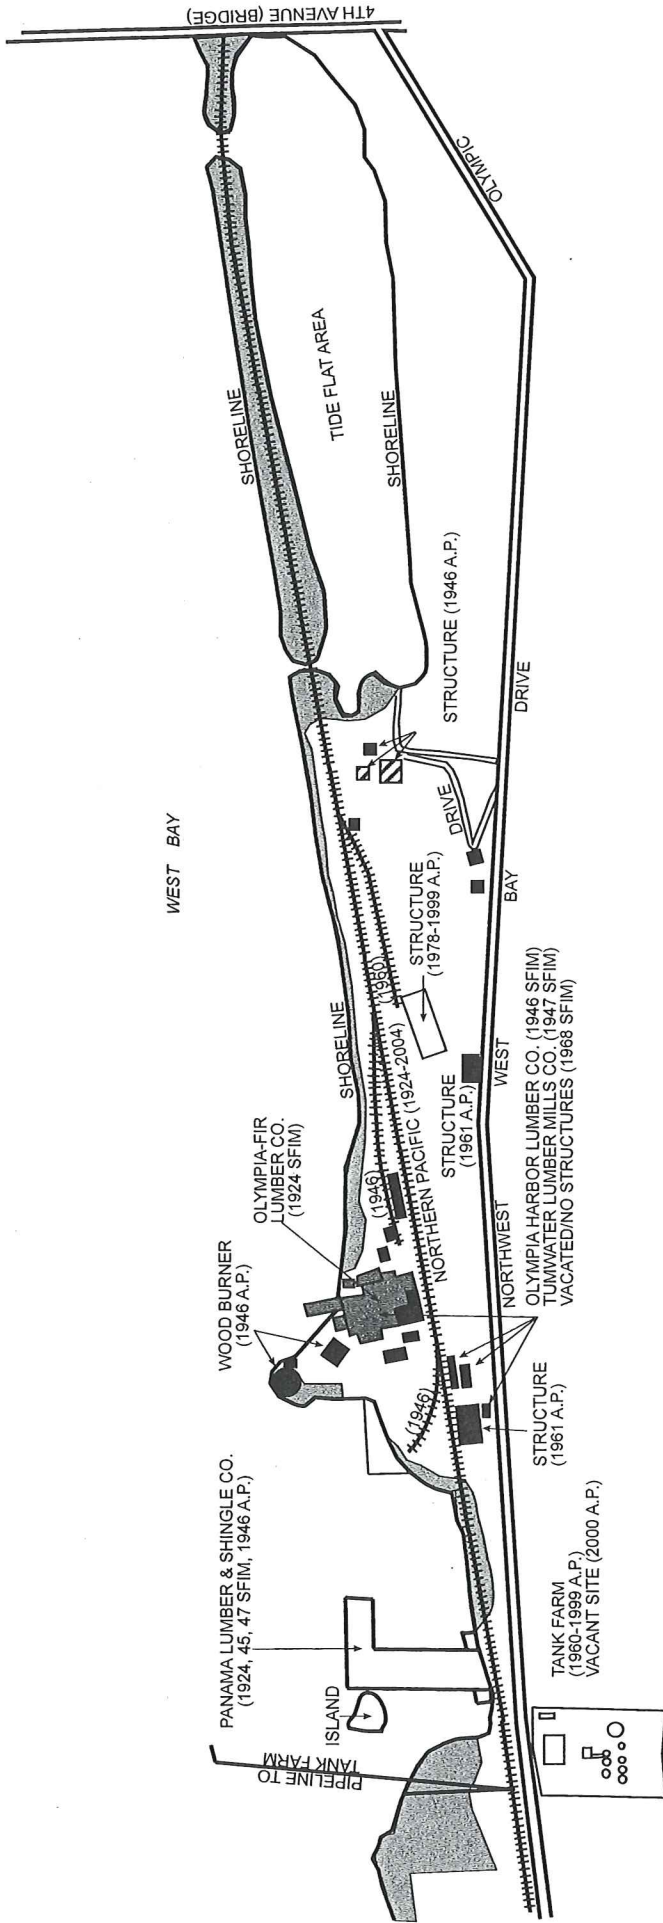 4TH AVENUE (BRIDGE)
OLYMPIC
SHORELINE
TIDE FLAT AREA
SHORELINE
STRUCTURE (1946 A.P.)
DRIVE
DRIVE
WEST BAY
BAY
STRUCTURE
(1978-1999 A.P.)
(1960)
SHORELINE
NORTHERN PACIFIC (1924-2004)
STRUCTURE
(1961 A.P.)
WEST
OLYMPIA-FIR
LUMBER CO.
(1924 SFIM)
(1946)
WOOD BURNER
(1946 A.P.)
NORTHWEST
OLYMPIA HARBOR LUMBER CO. (1946 SFIM)
TUMWATER LUMBER MILLS CO. (1947 SFIM)
VACATED/NO STRUCTURES (1968 SFIM)
(1946)
STRUCTURE
(1961 A.P.)
PANAMA LUMBER & SHINGLE CO.
(1924, 45, 47 SFIM, 1946 A.P.)
ISLAND
PIPELINE TO
TANK FARM
TANK FARM
(1960-1999 A.P.)
VACANT SITE (2000 A.P.)